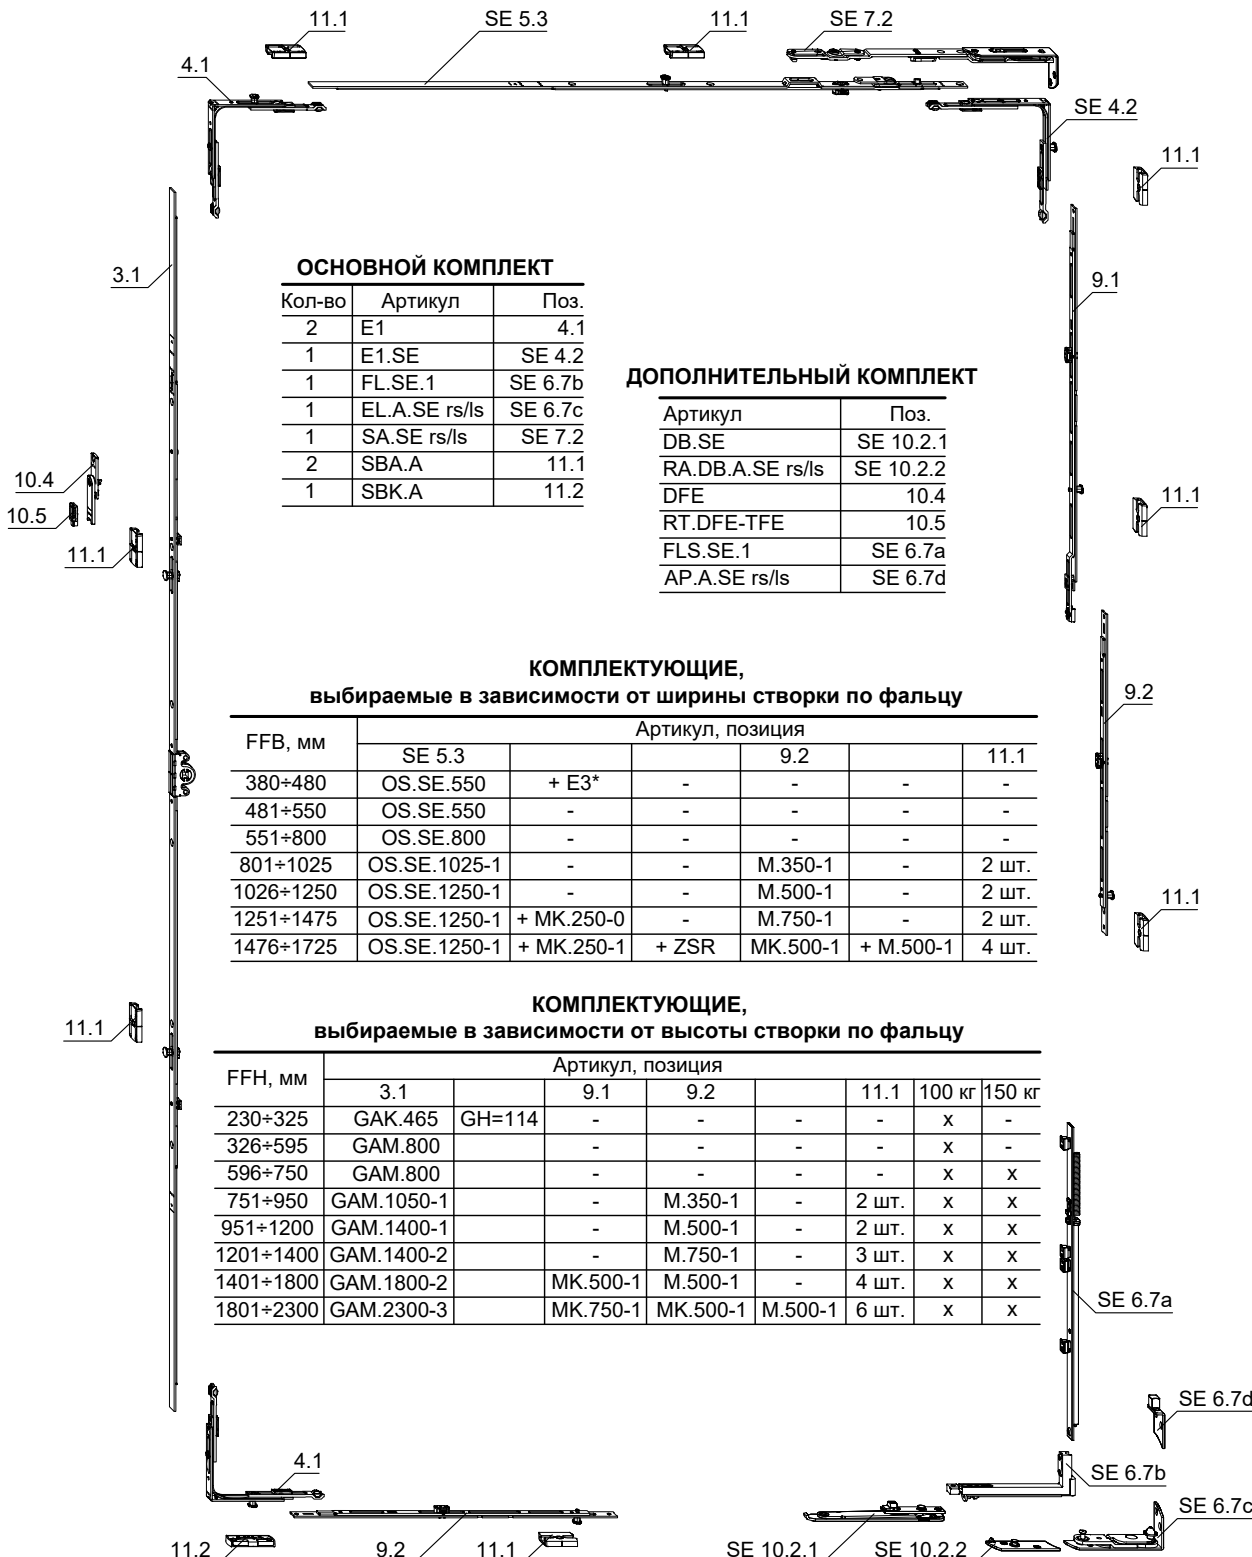 11.1
SE 5.3
11.1
SE 7.2
4.1
SE 4.2
11.1
3.1
9.1
ОСНОВНОЙ КОМПЛЕКТ
Кол-во Артикул Поз.
2 E1 4.1
1 E1.SE SE 4.2
1 FL.SE.1 SE 6.7b
1 EL.A.SE rs/ls SE 6.7c
1 SA.SE rs/ls SE 7.2
2 SBA.A 11.1
1 SBK.A 11.2
ДОПОЛНИТЕЛЬНЫЙ КОМПЛЕКТ
Артикул Поз.
DB.SE SE 10.2.1
RA.DB.A.SE rs/ls SE 10.2.2
DFE 10.4
RT.DFE-TFE 10.5
FLS.SE.1 SE 6.7a
AP.A.SE rs/ls SE 6.7d
10.4
10.5
11.1
11.1
9.2
КОМПЛЕКТУЮЩИЕ,
выбираемые в зависимости от ширины створки по фальцу
FFB, мм Артикул, позиция
SE 5.3 9.2 11.1
380÷480 OS.SE.550 + E3* - - - -
481÷550 OS.SE.550 - - - - -
551÷800 OS.SE.800 - - - - -
801÷1025 OS.SE.1025-1 - - M.350-1 - 2 шт.
1026÷1250 OS.SE.1250-1 - - M.500-1 - 2 шт.
1251÷1475 OS.SE.1250-1 + MK.250-0 - M.750-1 - 2 шт.
1476÷1725 OS.SE.1250-1 + MK.250-1 + ZSR MK.500-1 + M.500-1 4 шт.
11.1
11.1
КОМПЛЕКТУЮЩИЕ,
выбираемые в зависимости от высоты створки по фальцу
FFH, мм Артикул, позиция
3.1 9.1 9.2 11.1 100 кг 150 кг
230÷325 GAK.465 GH=114 - - - - x -
326÷595 GAM.800 - - - - x -
596÷750 GAM.800 - - - - x x
751÷950 GAM.1050-1 - M.350-1 - 2 шт. x x
951÷1200 GAM.1400-1 - M.500-1 - 2 шт. x x
1201÷1400 GAM.1400-2 - M.750-1 - 3 шт. x x
1401÷1800 GAM.1800-2 MK.500-1 M.500-1 - 4 шт. x x
1801÷2300 GAM.2300-3 MK.750-1 MK.500-1 M.500-1 6 шт. x x
SE 6.7a
SE 6.7d
4.1
SE 6.7b
SE 6.7c
11.2
9.2
11.1
SE 10.2.1
SE 10.2.2